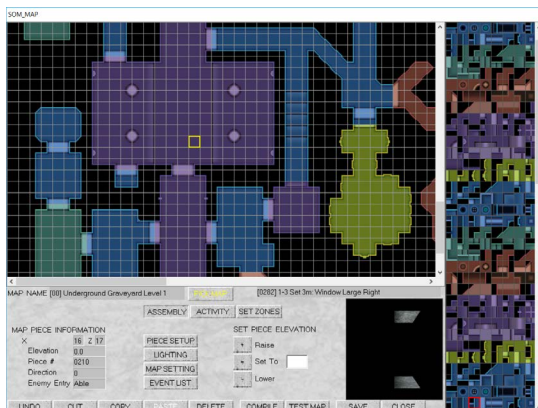 SOM_MAP
MAP NAME [00] Underground Graveyard Level 1
[0282] 1-3 Set 3m: Window Large Right
ASSEMBLY ACTIVITY SET ZONES
MAP PIECE INFORMATION
X 16 Z 17
Elevation 0.0
Piece # 0210
Direction 0
Enemy Entry Able
PIECE SETUP
LIGHTING
MAP SETTING
EVENT LIST
SET PIECE ELEVATION
Raise
Set To
Lower
UNDO CUT COPY PASTE DELETE COMPILE TEST MAP SAVE CLOSE